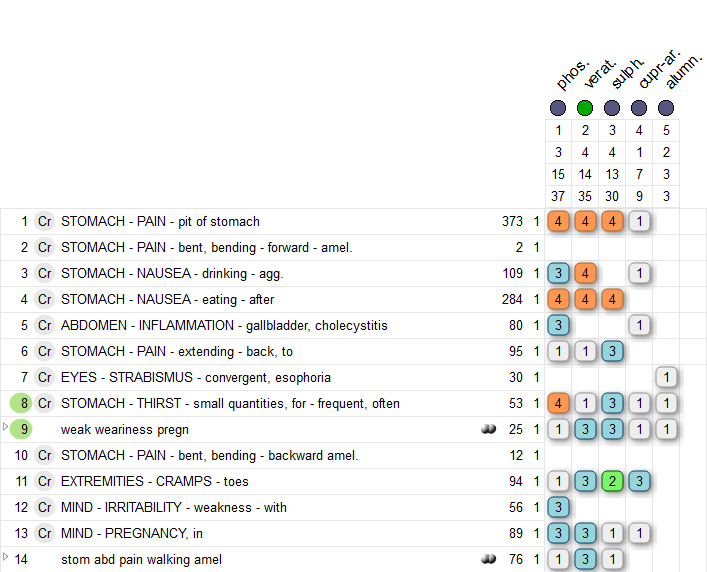 phos. verat. sulph. cupr-ar. alumn.
1 2 3 4 5
3 4 4 1 2
15 14 13 7 3
37 35 30 9 3
1 Cr STOMACH - PAIN - pit of stomach 373 1 4 4 4 1
2 Cr STOMACH - PAIN - bent, bending - forward - amel. 2 1
3 Cr STOMACH - NAUSEA - drinking - agg. 109 1 3 4 1
4 Cr STOMACH - NAUSEA - eating - after 284 1 4 4 4
5 Cr ABDOMEN - INFLAMMATION - gallbladder, cholecystitis 80 1 3 1
6 Cr STOMACH - PAIN - extending - back, to 95 1 1 1 3
7 Cr EYES - STRABISMUS - convergent, esophoria 30 1 1
8 Cr STOMACH - THIRST - small quantities, for - frequent, often 53 1 4 1 3 1 1
9 weak weariness pregn 25 1 1 3 3 1 1
10 Cr STOMACH - PAIN - bent, bending - backward amel. 12 1
11 Cr EXTREMITIES - CRAMPS - toes 94 1 1 3 2 3
12 Cr MIND - IRRITABILITY - weakness - with 56 1 3
13 Cr MIND - PREGNANCY, in 89 1 3 3 1 1
14 stom abd pain walking amel 76 1 1 3 1